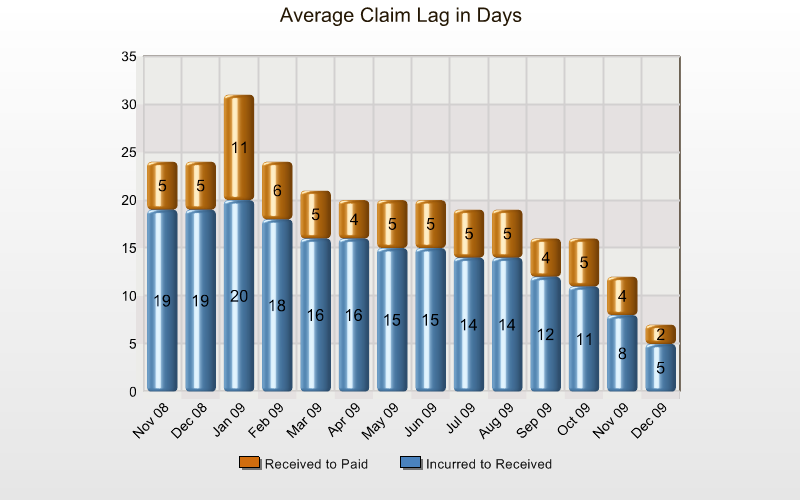 Average Claim Lag in Days
35
30
25
20
15
10
5
0
5 5 11 6 5 4 5 5 5 5 4 5 4 2
19 19 20 18 16 16 15 15 14 14 12 11 8 5
Nov 08 Dec 08 Jan 09 Feb 09 Mar 09 Apr 09 May 09 Jun 09 Jul 09 Aug 09 Sep 09 Oct 09 Nov 09 Dec 09
Received to Paid Incurred to Received